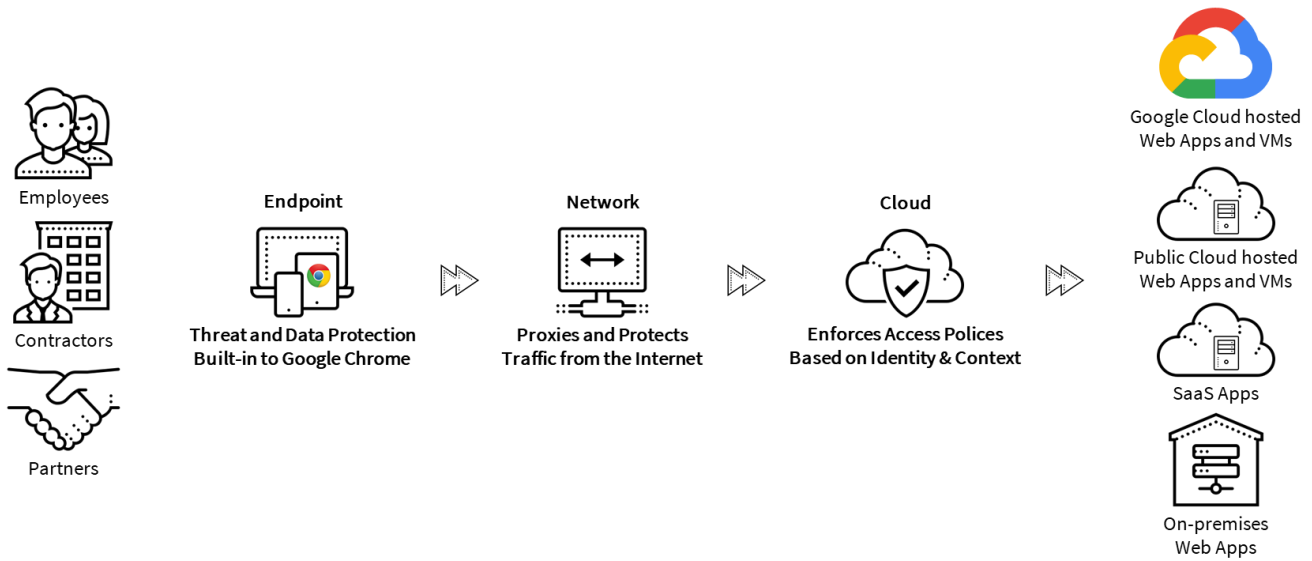 Employees
Contractors
Partners
Endpoint
Threat and Data Protection
Built-in to Google Chrome
Network
Proxies and Protects
Traffic from the Internet
Cloud
Enforces Access Polices
Based on Identity & Context
Google Cloud hosted
Web Apps and VMs
Public Cloud hosted
Web Apps and VMs
SaaS Apps
On-premises
Web Apps